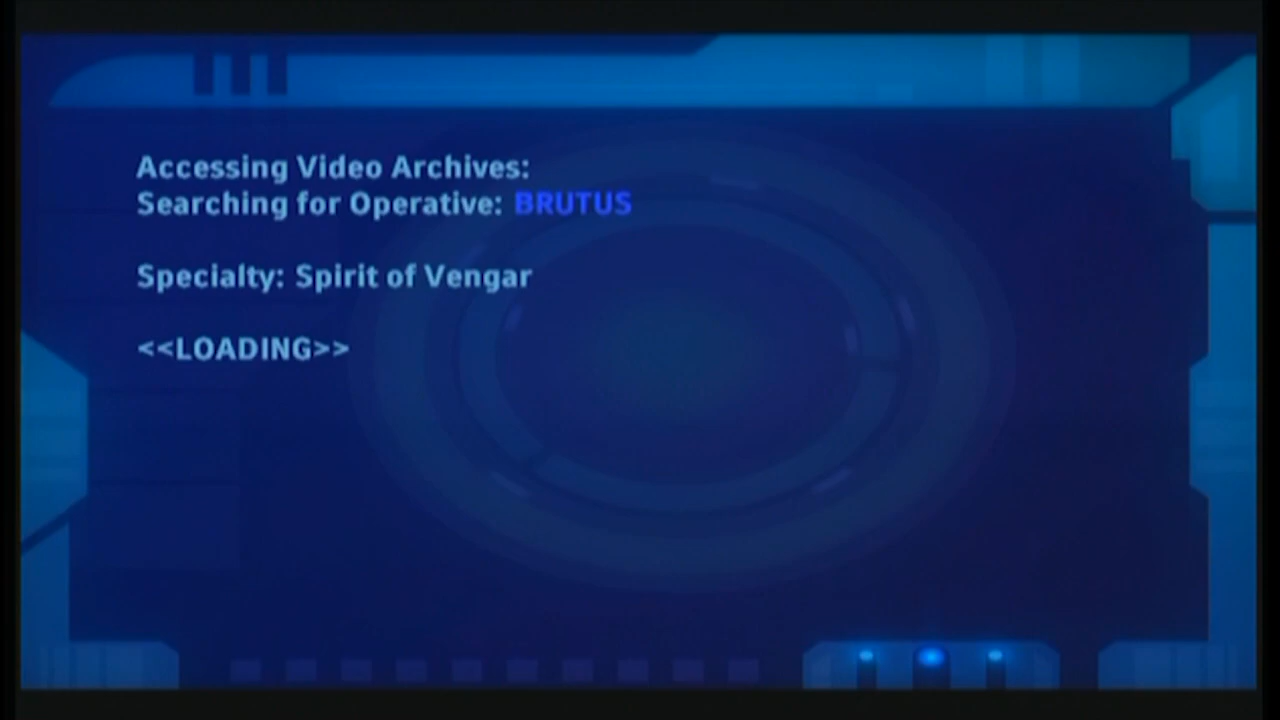 Accessing Video Archives:
Searching for Operative: BRUTUS
Specialty: Spirit of Vengar
<<LOADING>>